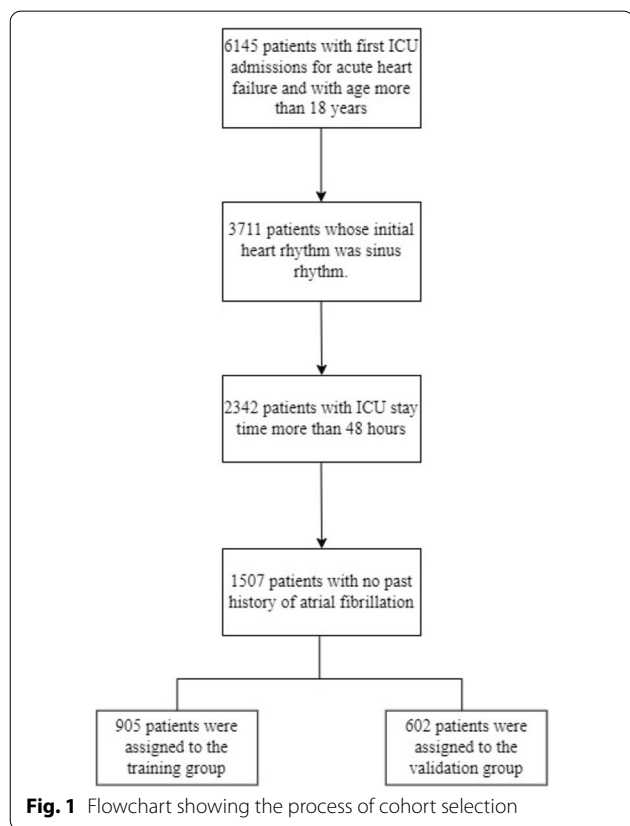 6145 patients with first ICU
admissions for acute heart
failure and with age more
than 18 years
3711 patients whose initial
heart rhythm was sinus
rhythm.
2342 patients with ICU stay
time more than 48 hours
1507 patients with no past
history of atrial fibrillation
905 patients were
assigned to the
training group
602 patients were
assigned to the
validation group
Fig. 1 Flowchart showing the process of cohort selection